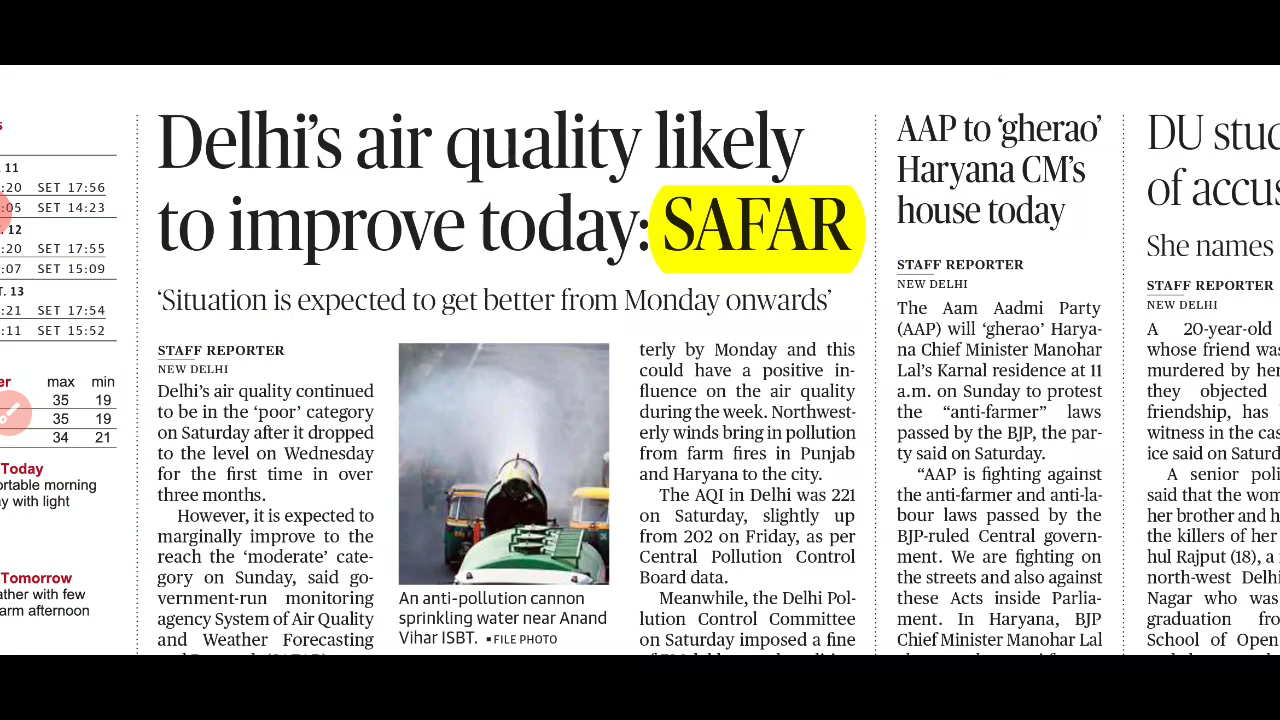 s
11
:20 SET 17:56
:05 SET 14:23
. 12
:20 SET 17:55
:07 SET 15:09
T. 13
:21 SET 17:54
:11 SET 15:52
er max min
35 19
35 19
34 21
Today
ortable morning
y with light
Tomorrow
ather with few
arm afternoon
Delhi's air quality likely
to improve today: SAFAR
'Situation is expected to get better from Monday onwards'
STAFF REPORTER
NEW DELHI
Delhi's air quality continued
to be in the 'poor' category
on Saturday after it dropped
to the level on Wednesday
for the first time in over
three months.
However, it is expected to
marginally improve to the
reach the 'moderate' cate-
gory on Sunday, said go-
vernment-run monitoring
agency System of Air Quality
and Weather Forecasting
An anti-pollution cannon
sprinkling water near Anand
Vihar ISBT. ▪FILE PHOTO
terly by Monday and this
could have a positive in-
fluence on the air quality
during the week. Northwest-
erly winds bring in pollution
from farm fires in Punjab
and Haryana to the city.
The AQI in Delhi was 221
on Saturday, slightly up
from 202 on Friday, as per
Central Pollution Control
Board data.
Meanwhile, the Delhi Pol-
lution Control Committee
on Saturday imposed a fine
AAP to 'gherao'
Haryana CM's
house today
STAFF REPORTER
NEW DELHI
The Aam Aadmi Party
(AAP) will 'gherao' Harya-
na Chief Minister Manohar
Lal's Karnal residence at 11
a.m. on Sunday to protest
the "anti-farmer" laws
passed by the BJP, the par-
ty said on Saturday.
"AAP is fighting against
the anti-farmer and anti-la-
bour laws passed by the
BJP-ruled Central govern-
ment. We are fighting on
the streets and also against
these Acts inside Parlia-
ment. In Haryana, BJP
Chief Minister Manohar Lal
DU stud
of accus
She names
STAFF REPORTER
NEW DELHI
A 20-year-old
whose friend was
murdered by her
they objected
friendship, has
witness in the cas
ice said on Saturd
A senior poli
said that the wom
her brother and h
the killers of her
hul Rajput (18), a
north-west Delhi
Nagar who was
graduation fro
School of Open